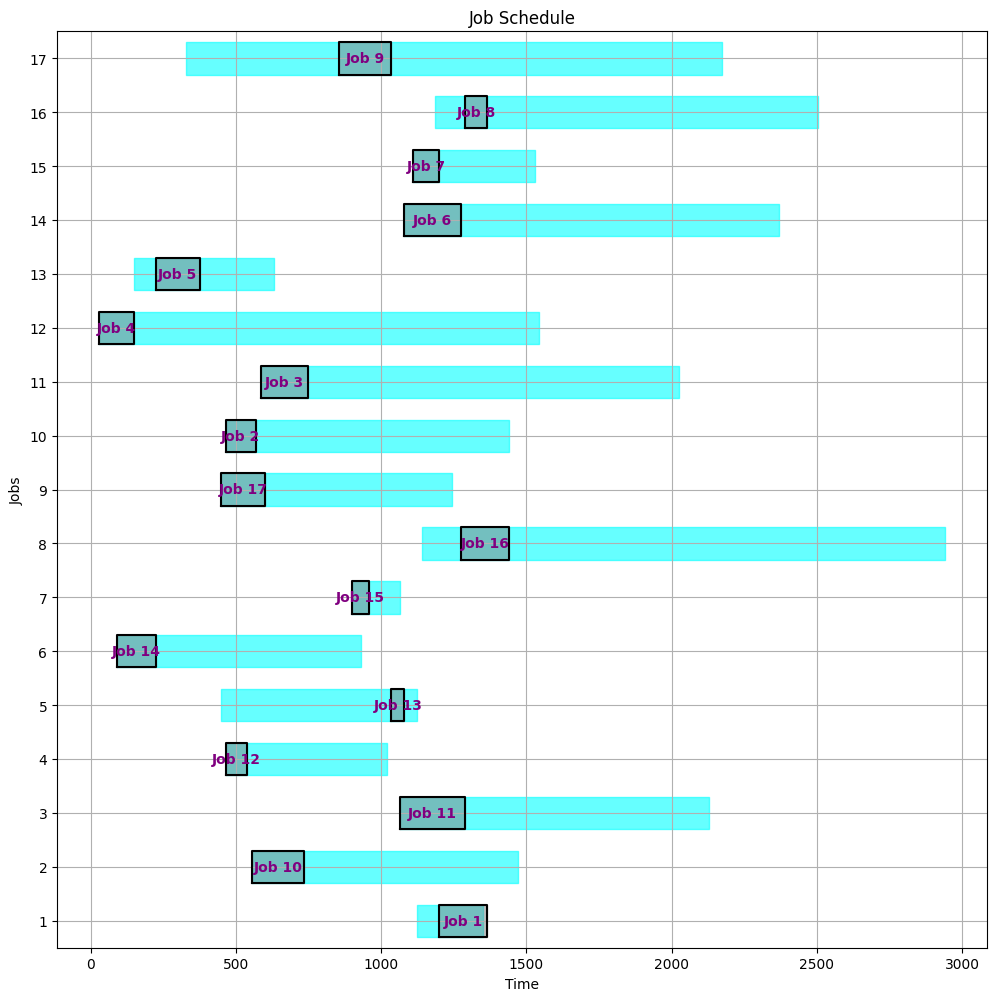 Job Schedule
17
Job 9
16
Job 8
15
Job 7
14
Job 6
13
Job 5
12
Job 4
11
Job 3
10
Job 2
9
Job 17
8
Job 16
7
Job 15
6
Job 14
5
Job 13
4
Job 12
3
Job 11
2
Job 10
1
Job 1
Jobs
0 500 1000 1500 2000 2500 3000
Time